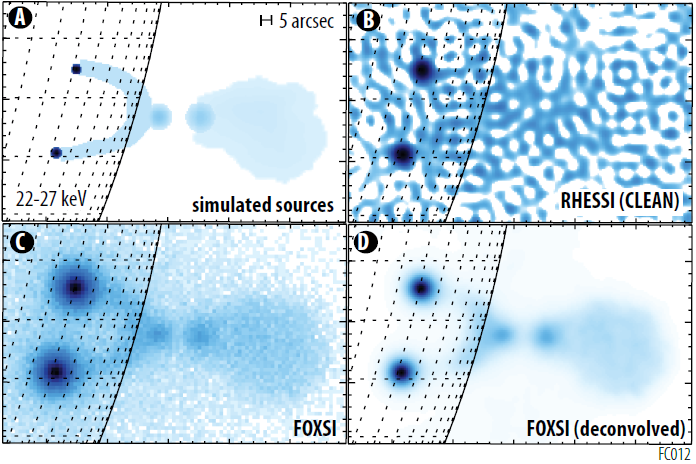 A
5 arcsec
22-27 keV
simulated sources
B
RHESSI (CLEAN)
C
FOXSI
D
FOXSI (deconvolved)
FC012